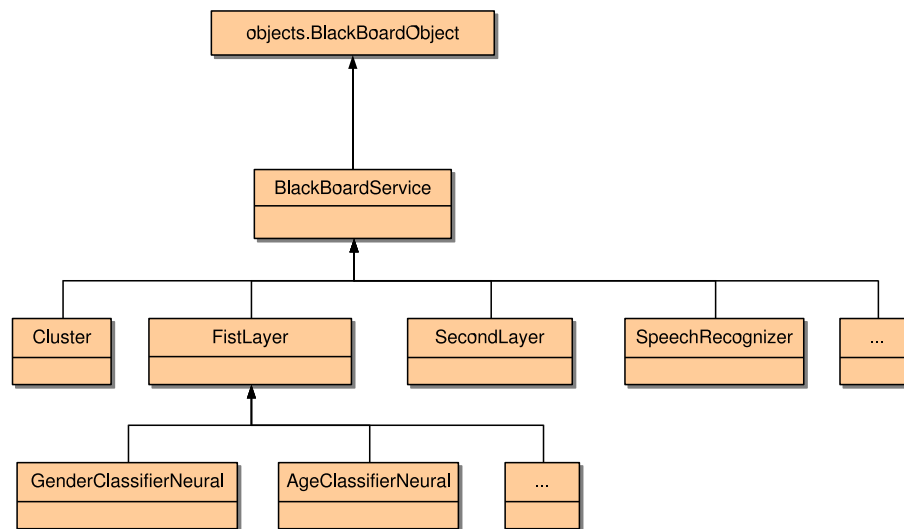 objects.BlackBoardObject
BlackBoardService
Cluster
FistLayer
SecondLayer
SpeechRecognizer
...
GenderClassifierNeural
AgeClassifierNeural
...